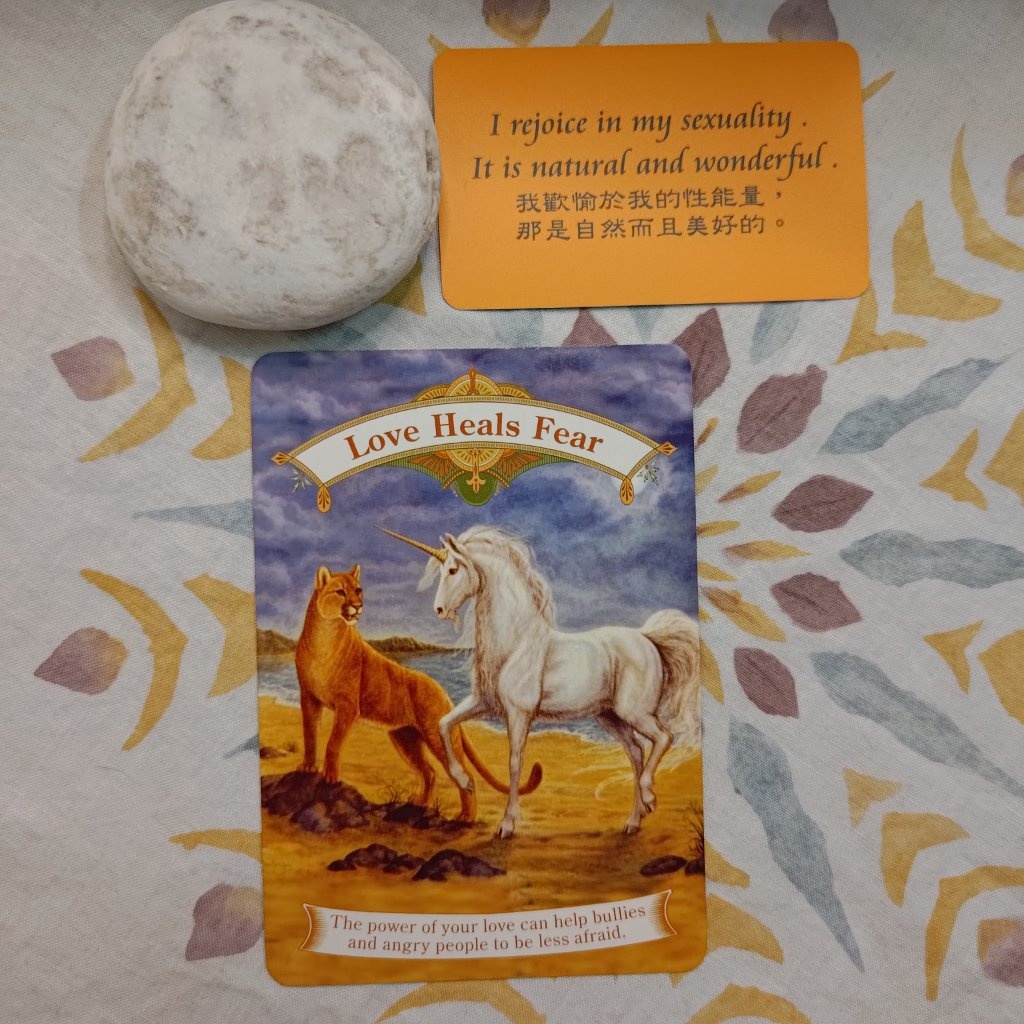 I rejoice in my sexuality .
It is natural and wonderful .
我歡愉於我的性能量，
那是自然而且美好的。
Love Heals Fear
The power of your love can help bullies
and angry people to be less afraid.